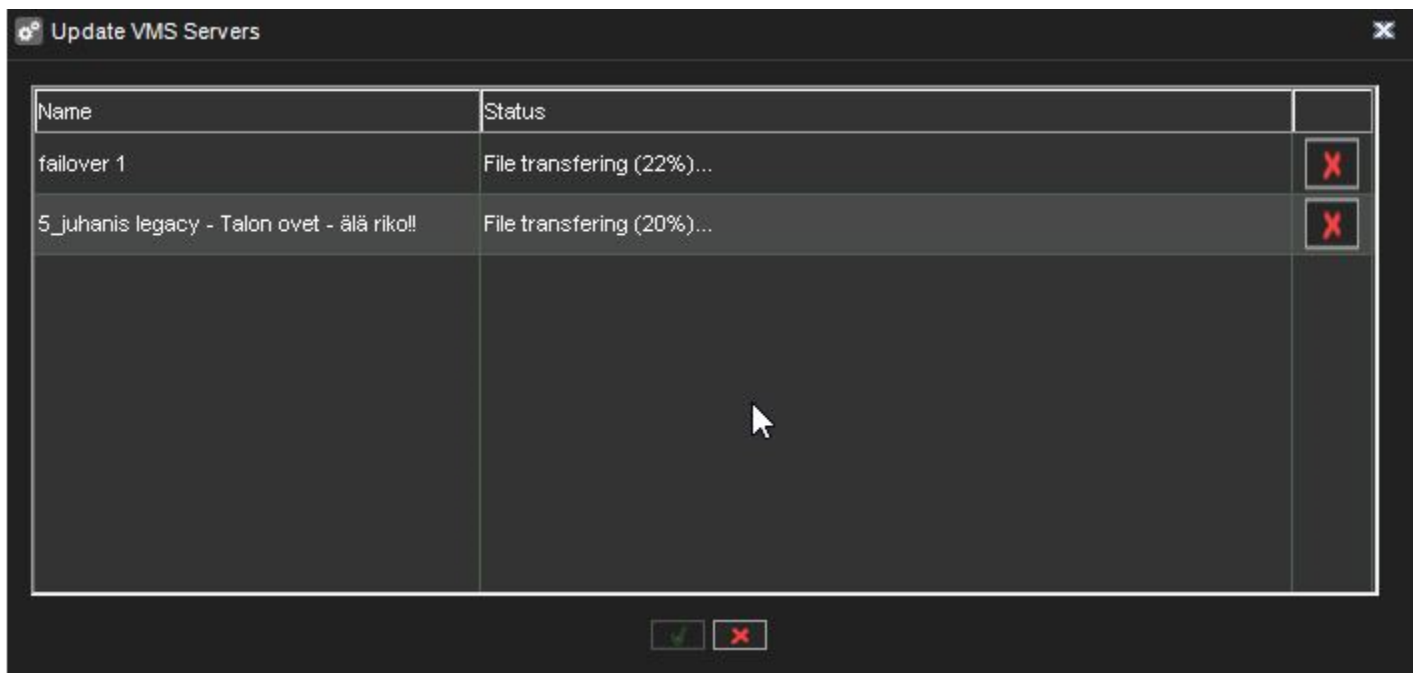 Update VMS Servers
Name Status
failover 1 File transfering (22%)...
5_juhanis legacy - Talon ovet - älä riko!! File transfering (20%)...